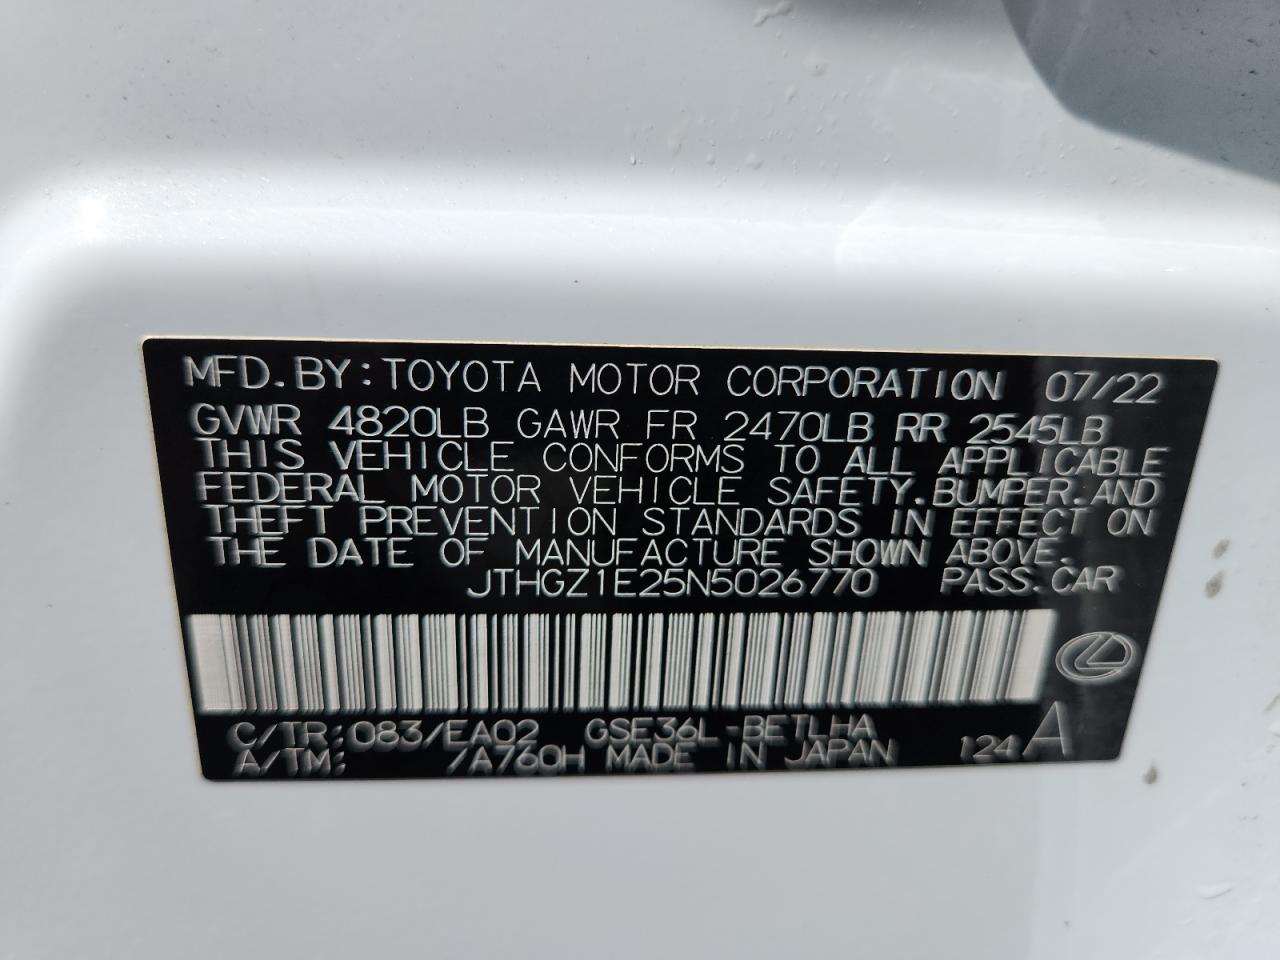 MFD.BY:TOYOTA MOTOR CORPORATION 07/22
GVWR 4820LB GAWR FR 2470LB RR 2545LB
THIS VEHICLE CONFORMS TO ALL APPLICABLE
FEDERAL MOTOR VEHICLE SAFETY.BUMPER.AND
THEFT PREVENTION STANDARDS IN EFFECT ON
THE DATE OF MANUFACTURE SHOWN ABOVE.
JTHGZ1E25N5026770 PASS.CAR
C/TR:083/EA02 GSE36L-BETLHA
A/TM: /A760H MADE IN JAPAN 124A